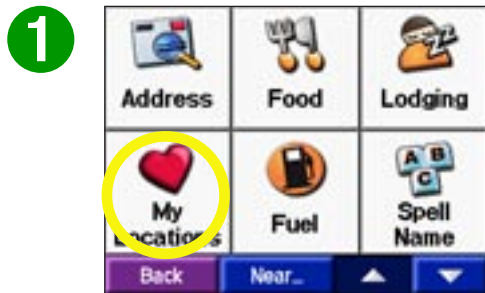 1
Address Food Lodging
My Locations
Fuel
Spell Name
A B C
Back Near...